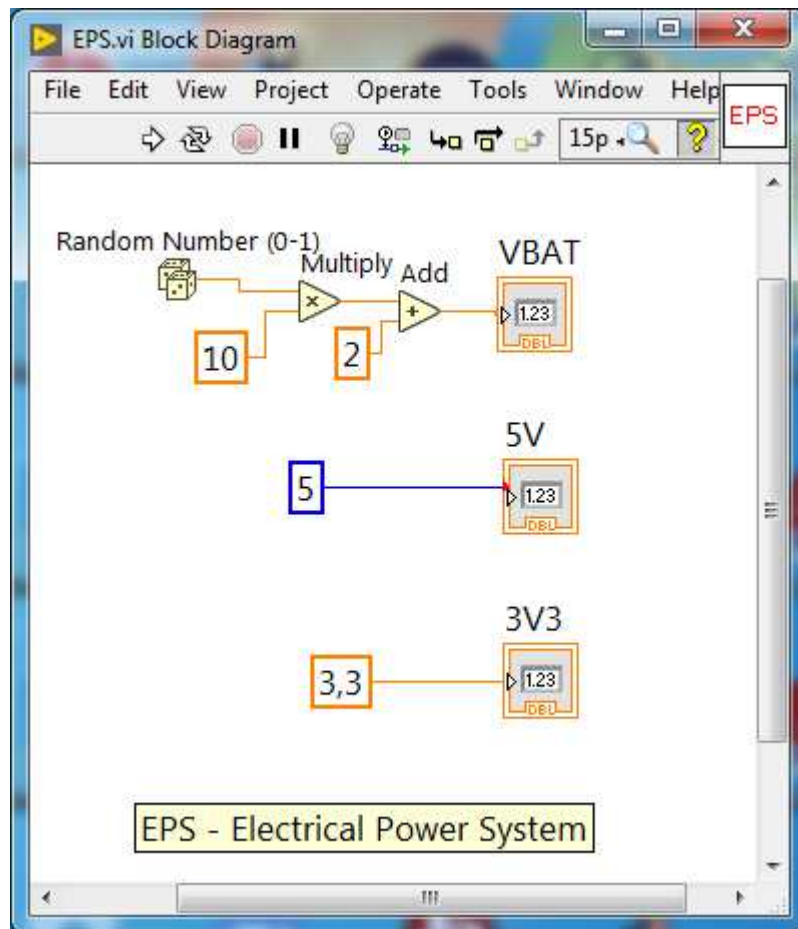 EPS.vi Block Diagram
File Edit View Project Operate Tools Window Help
EPS
15p
?
Random Number (0-1)
Multiply
Add
VBAT
×
+
1.23
DBL
10
2
5V
5
1.23
DBL
3V3
3,3
1.23
DBL
EPS - Electrical Power System